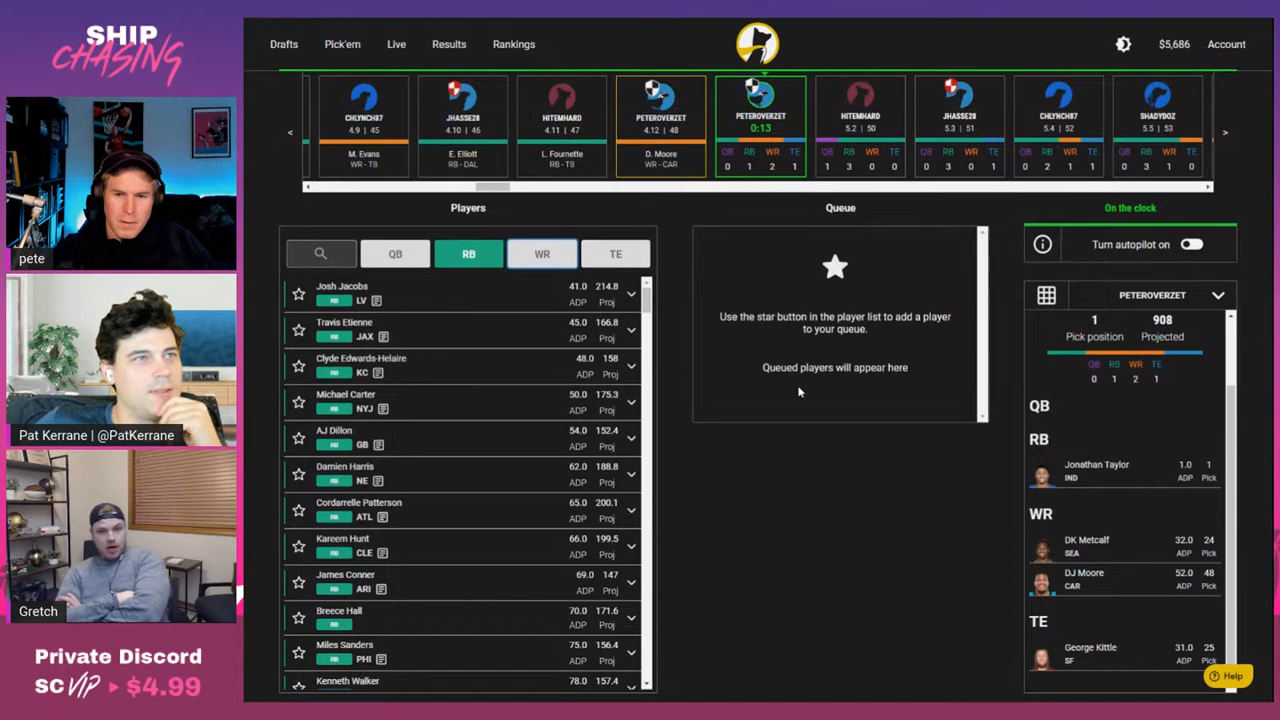 SHIP
CHASING
Drafts
Pick'em
Live
Results
Rankings
$5,686
Account
<
CHLYNCH87
4.9 | 45
M. Evans
WR - TB
JHASSE28
4.10 | 46
E. Elliott
RB - DAL
HITEMHARD
4.11 | 47
L. Fournette
RB - TB
PETEROVERZET
4.12 | 48
D. Moore
WR - CAR
PETEROVERZET
0:13
QB RB WR TE
0 1 2 1
HITEMHARD
5.2 | 50
QB RB WR TE
1 3 0 0
JHASSE28
5.3 | 51
QB RB WR TE
0 3 0 1
CHLYNCH87
5.4 | 52
QB RB WR TE
0 2 1 1
SHADYBOZ
5.5 | 53
QB RB WR TE
0 3 1 0
>
Players
Queue
On the clock
QB
RB
WR
TE
Josh Jacobs
41.0 214.8
RB LV
ADP Proj
Travis Etienne
45.0 166.8
RB JAX
ADP Proj
Clyde Edwards-Helaire
48.0 158
RB KC
ADP Proj
Michael Carter
50.0 175.3
RB NYJ
ADP Proj
AJ Dillon
54.0 152.4
RB GB
ADP Proj
Damien Harris
62.0 188.8
RB NE
ADP Proj
Cordarrelle Patterson
65.0 200.1
RB ATL
ADP Proj
Kareem Hunt
66.0 199.5
RB CLE
ADP Proj
James Conner
69.0 147
RB ARI
ADP Proj
Breece Hall
70.0 171.6
RB
ADP Proj
Miles Sanders
75.0 156.4
RB PHI
ADP Proj
Kenneth Walker
78.0 157.4
Use the star button in the player list to add a player
to your queue.
Queued players will appear here
Turn autopilot on
PETEROVERZET
1 908
Pick position Projected
QB RB WR TE
0 1 2 1
QB
RB
Jonathan Taylor
1.0 1
IND
ADP Pick
WR
DK Metcalf
32.0 24
SEA
ADP Pick
DJ Moore
52.0 48
CAR
ADP Pick
TE
George Kittle
31.0 25
SF
ADP Pick
Help
pete
Pat Kerrane | @PatKerrane
Gretch
Private Discord
SC VIP $4.99